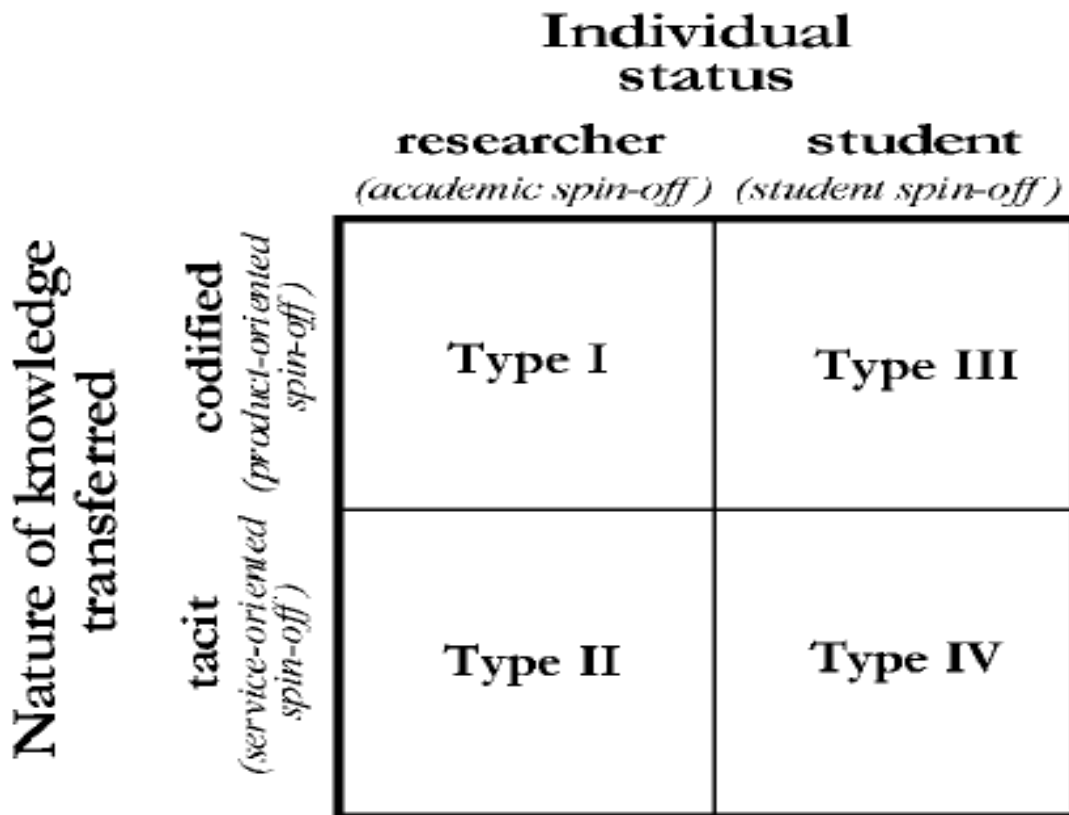 Individual
status
researcher
student
(academic spin-off)
(student spin-off)
Nature of knowledge
transferred
codified
(product-oriented
spin-off)
Type I
Type III
tacit
(service-oriented
spin-off)
Type II
Type IV